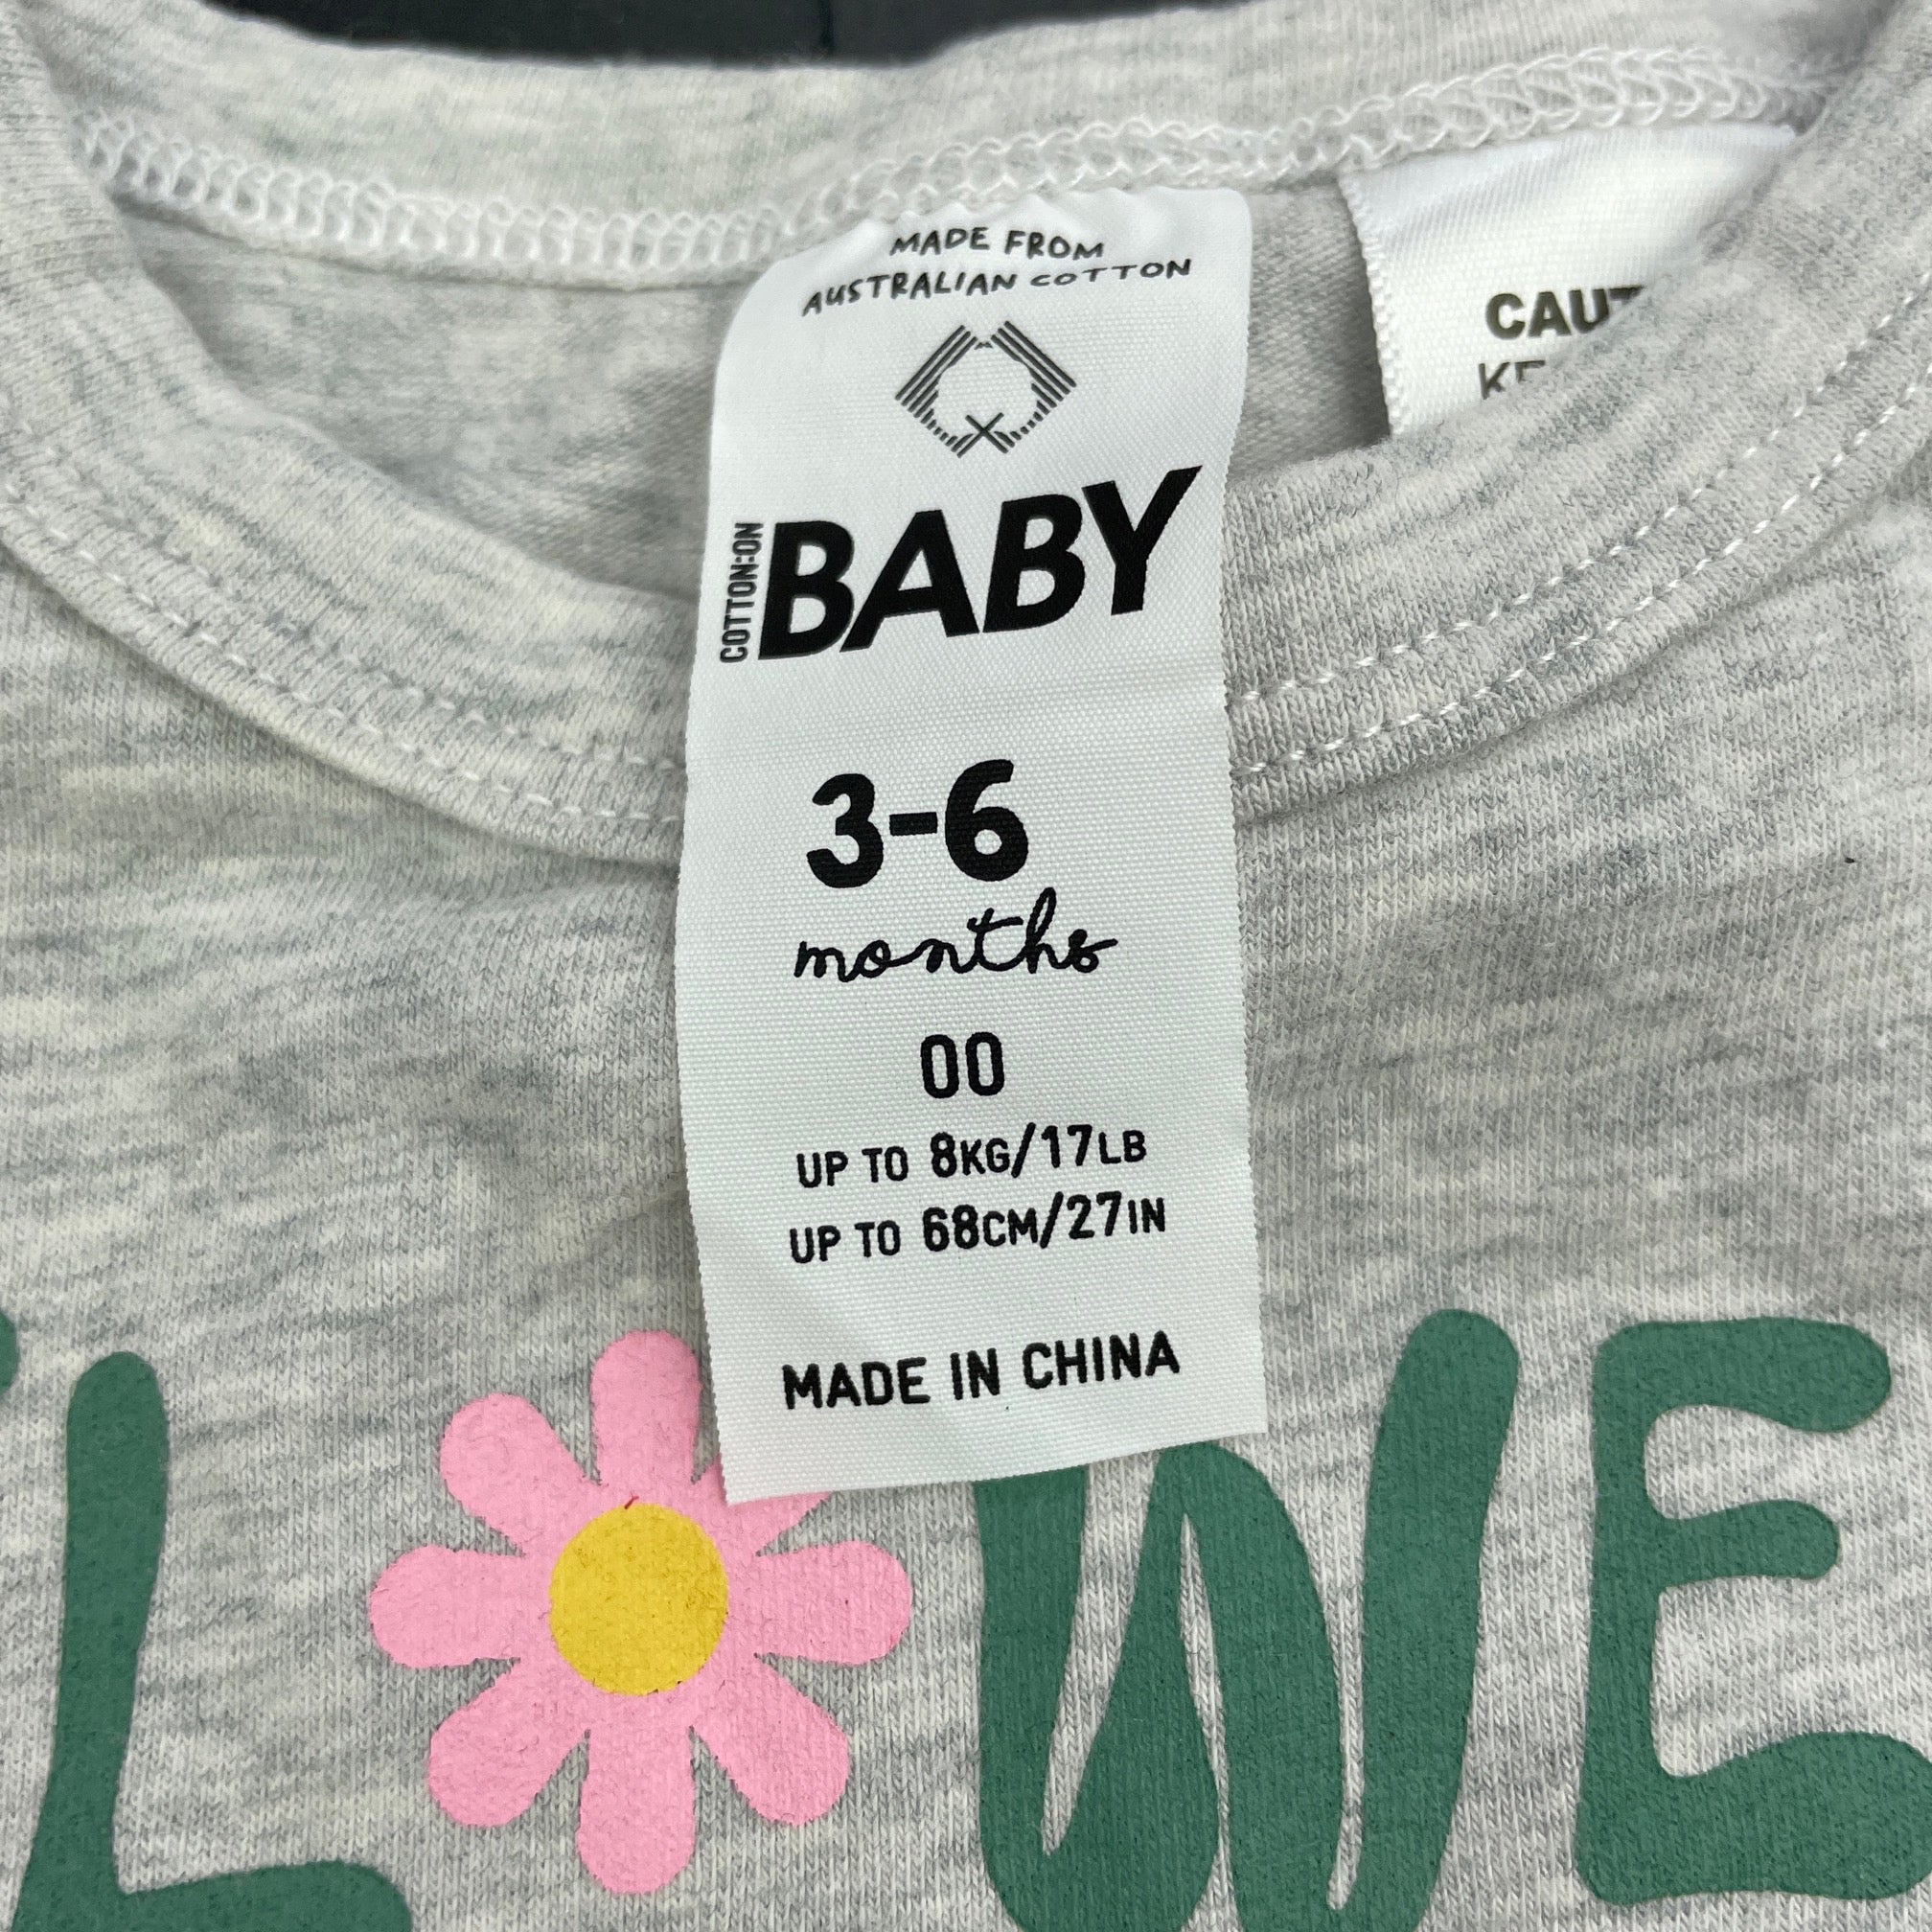 MADE FROM
AUSTRALIAN COTTON
COTTON:ON
BABY
3-6
months
00
UP TO 8KG/17LB
UP TO 68CM/27IN
MADE IN CHINA
L WE